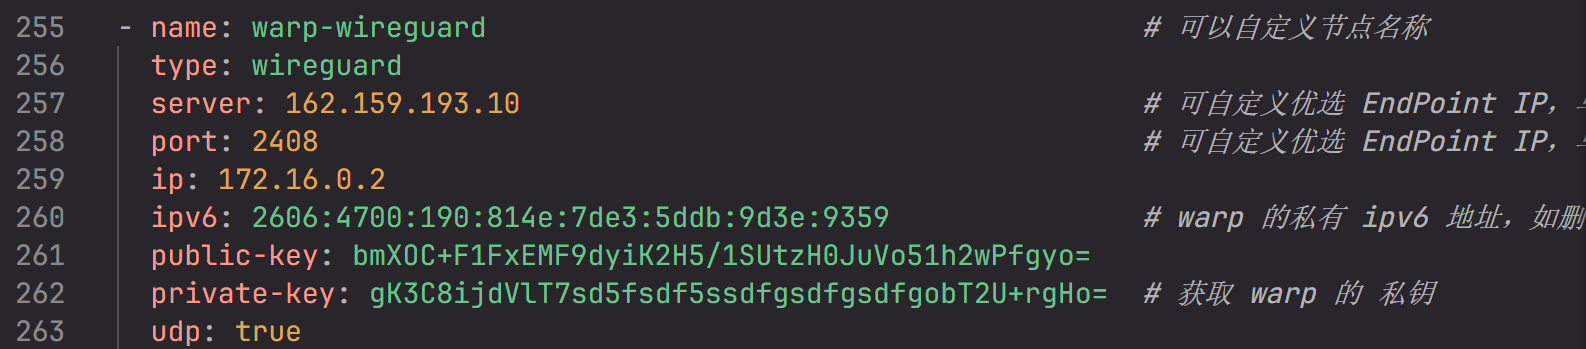 255 - name: warp-wireguard # 可以自定义节点名称
256 type: wireguard
257 server: 162.159.193.10 # 可自定义优选 EndPoint IP，
258 port: 2408 # 可自定义优选 EndPoint IP，
259 ip: 172.16.0.2
260 ipv6: 2606:4700:190:814e:7de3:5ddb:9d3e:9359 # warp 的私有 ipv6 地址，如删
261 public-key: bmXOC+F1FxEMF9dyiK2H5/1SUtzH0JuVo51h2wPfgyo=
262 private-key: gK3C8ijdVlT7sd5fsdf5ssdfgsdfgsdfgobT2U+rgHo= # 获取 warp 的 私钥
263 udp: true